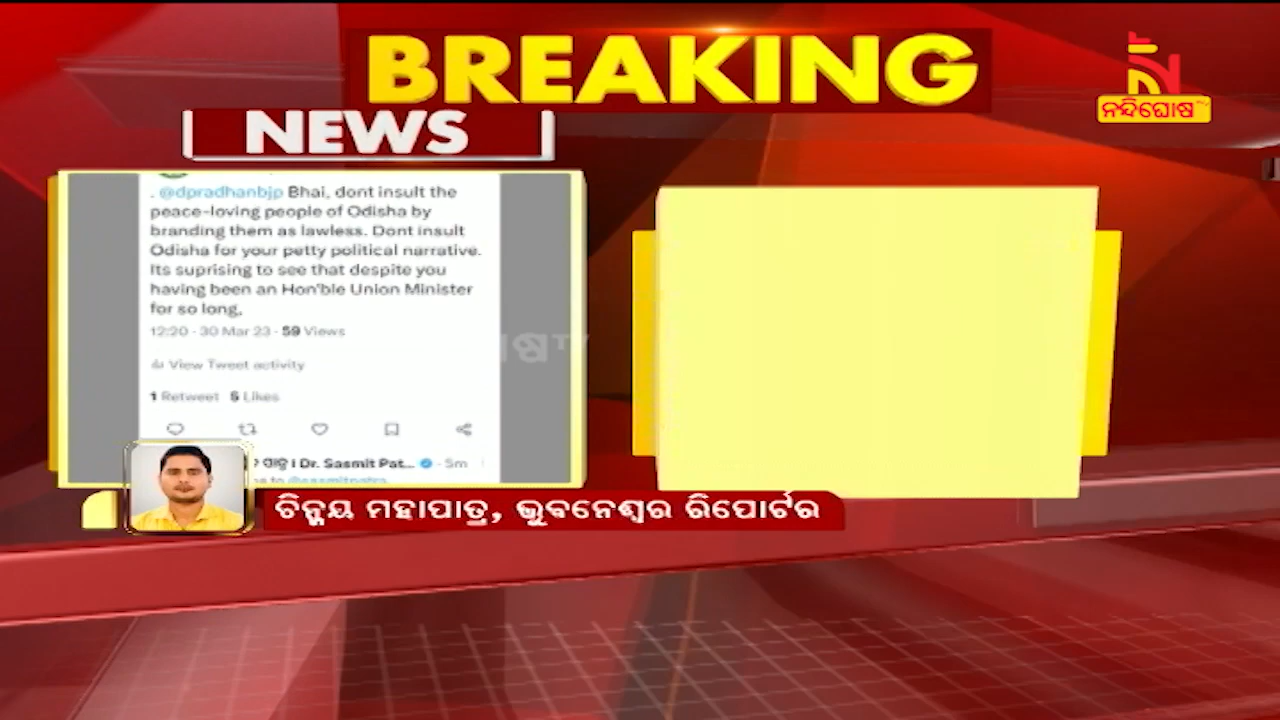 BREAKING
NEWS
ନନ୍ଦିଘୋଷ TV
. @dpradhanbjp Bhai, dont insult the
peace-loving people of Odisha by
branding them as lawless. Dont insult
Odisha for your petty political narrative.
Its suprising to see that despite you
having been an Hon'ble Union Minister
for so long,
12:20 · 30 Mar 23 · 59 Views
View Tweet activity
1 Retweet 5 Likes
ପାତ୍ର I Dr. Sasmit Pat... · 5m
to @sasmitpatra
ଚିନ୍ମୟ ମହାପାତ୍ର, ଭୁବନେଶ୍ୱର ରିପୋର୍ଟର